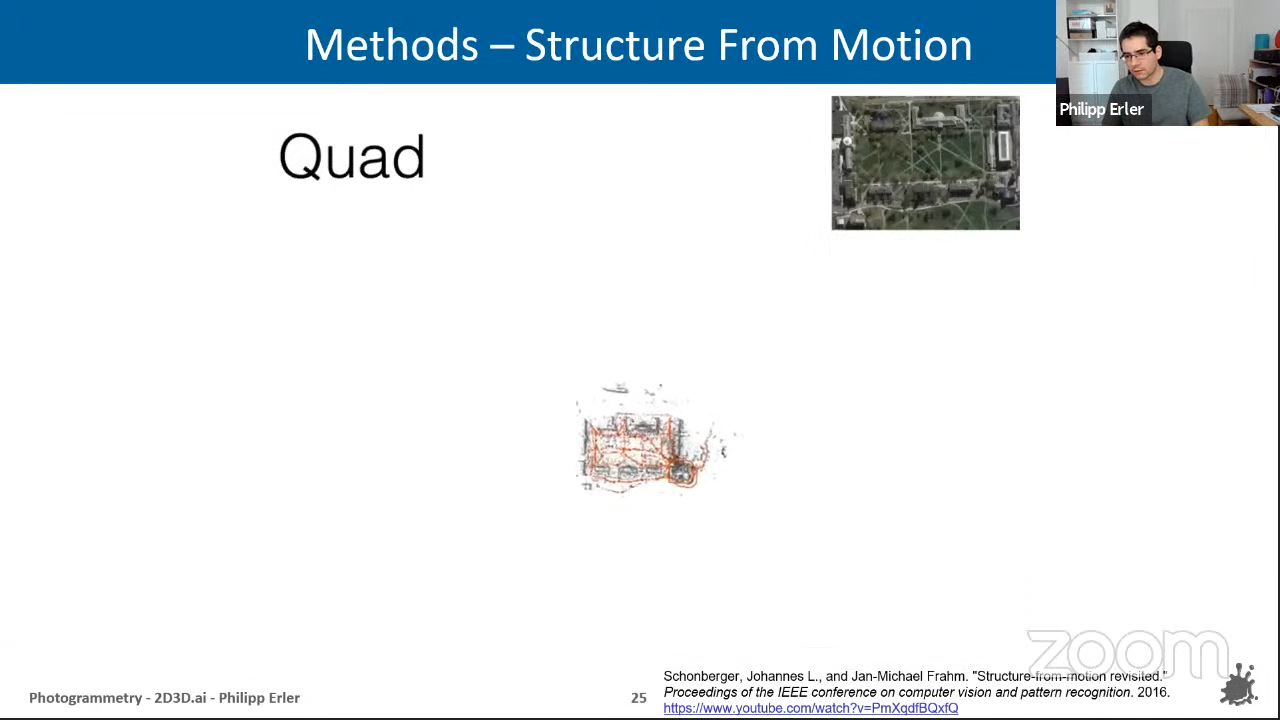 Methods – Structure From Motion
Philipp Erler
Quad
zoom
Schonberger, Johannes L., and Jan-Michael Frahm. "Structure-from-motion revisited."
Photogrammetry - 2D3D.ai - Philipp Erler
25
Proceedings of the IEEE conference on computer vision and pattern recognition. 2016.
https://www.youtube.com/watch?v=PmXqdfBQxfQ